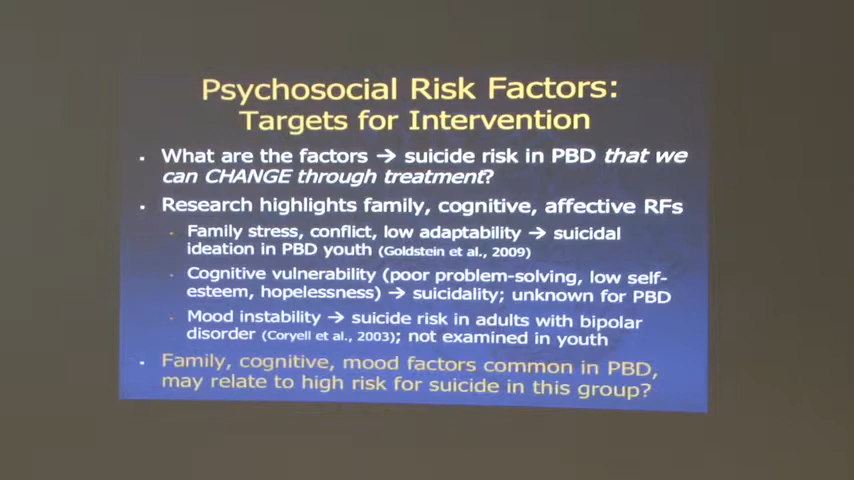 Psychosocial Risk Factors:
Targets for Intervention
▪ What are the factors → suicide risk in PBD that we
can CHANGE through treatment?
▪ Research highlights family, cognitive, affective RFs
▪ Family stress, conflict, low adaptability → suicidal
ideation in PBD youth (Goldstein et al., 2009)
▪ Cognitive vulnerability (poor problem-solving, low self-
esteem, hopelessness) → suicidality; unknown for PBD
▪ Mood instability → suicide risk in adults with bipolar
disorder (Coryell et al., 2003); not examined in youth
▪ Family, cognitive, mood factors common in PBD,
may relate to high risk for suicide in this group?